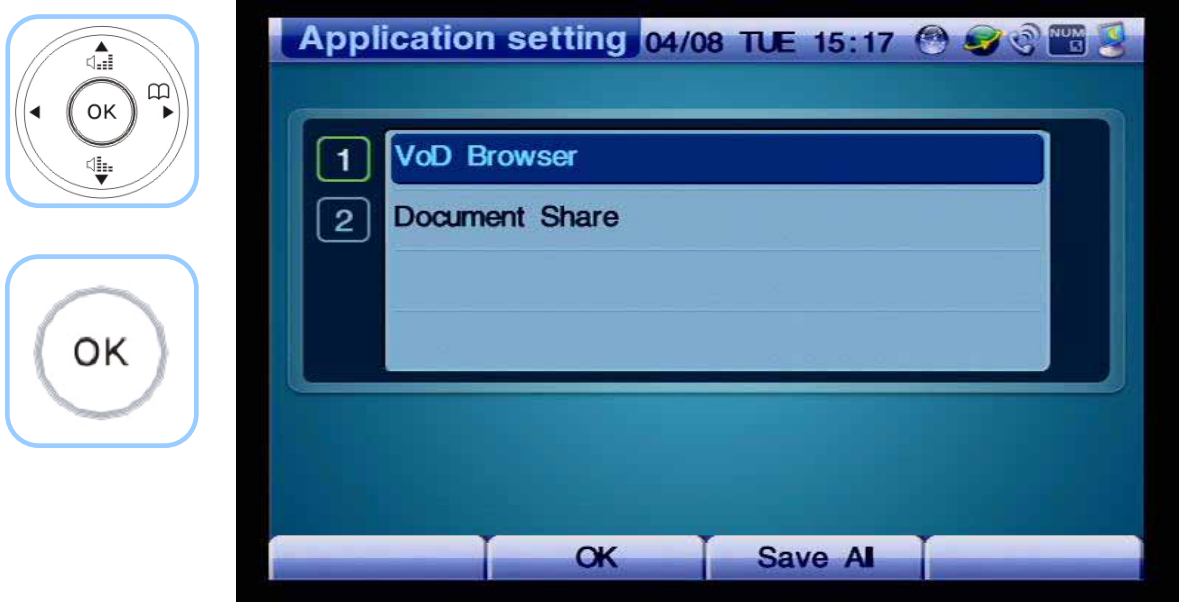 OK
OK
Application setting 04/08 TUE 15:17 NUM
1 VoD Browser
2 Document Share
OK Save All